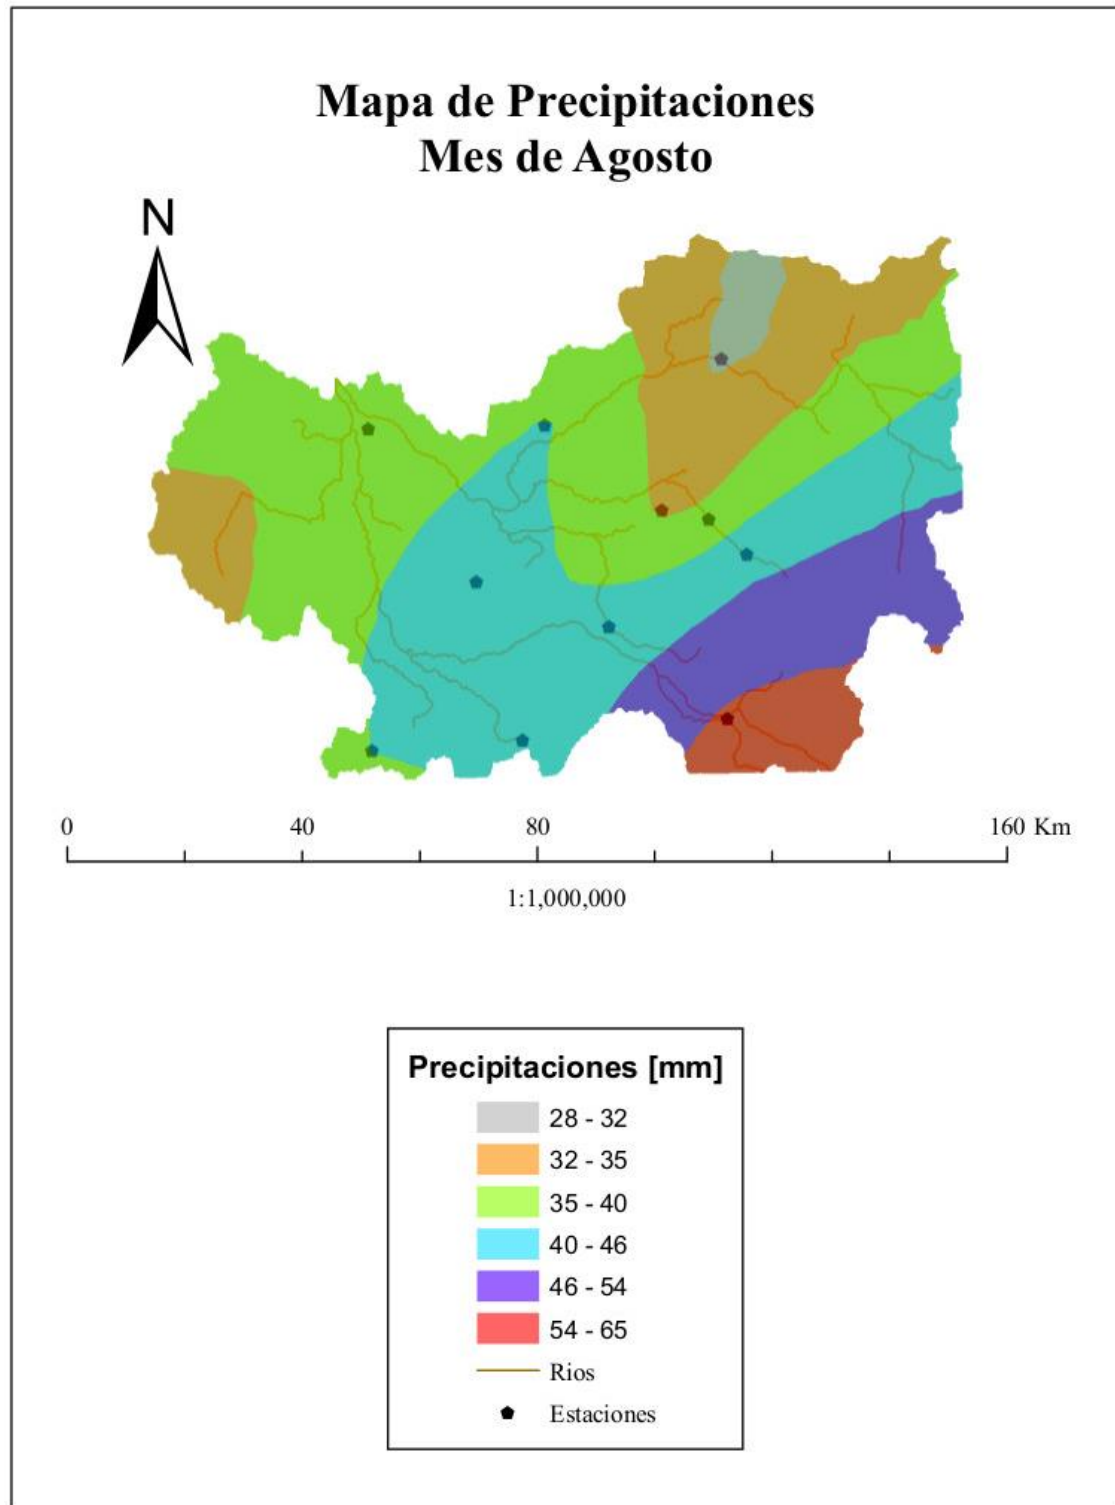 Mapa de Precipitaciones
Mes de Agosto
N
0 40 80 160 Km
1:1,000,000
Precipitaciones [mm]
28 - 32
32 - 35
35 - 40
40 - 46
46 - 54
54 - 65
Rios
Estaciones